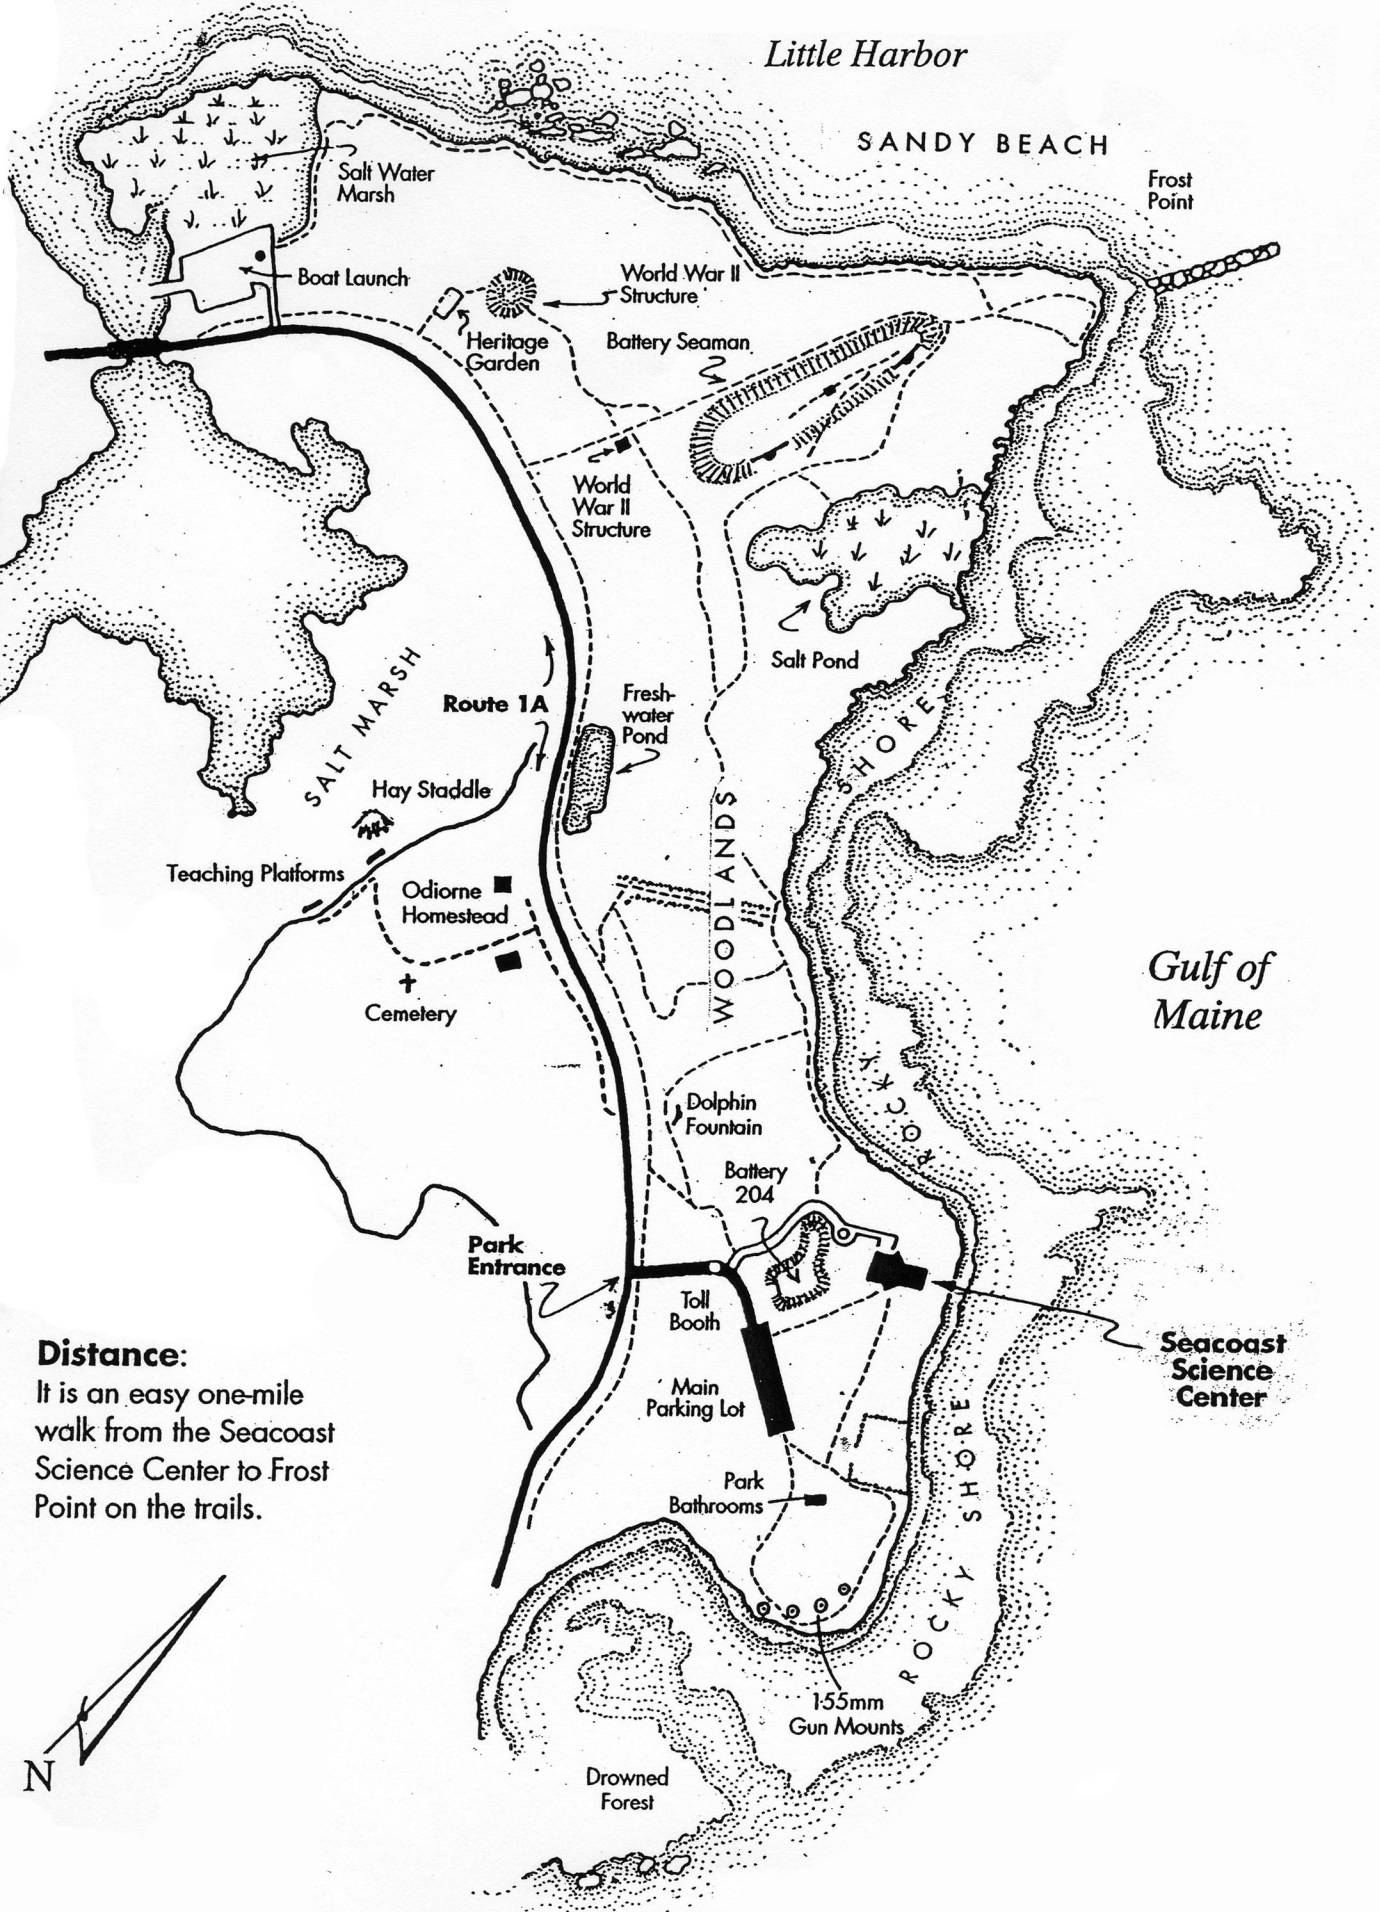 Little Harbor
SANDY BEACH
Frost
Point
Salt Water
Marsh
Boat Launch
World War II
Structure
Heritage
Garden
Battery Seaman
World
War II
Structure
Salt Pond
SALT MARSH
Route 1A
Fresh-
water
Pond
ROCKY SHORE
Hay Staddle
Teaching Platforms
Odiorne
Homestead
WOODLANDS
Cemetery
Gulf of
Maine
Dolphin
Fountain
Battery
204
Park
Entrance
Toll
Booth
Seacoast
Science
Center
Main
Parking Lot
Distance:
It is an easy one-mile
walk from the Seacoast
Science Center to Frost
Point on the trails.
Park
Bathrooms
ROCKY SHORE
155mm
Gun Mounts
N
Drowned
Forest